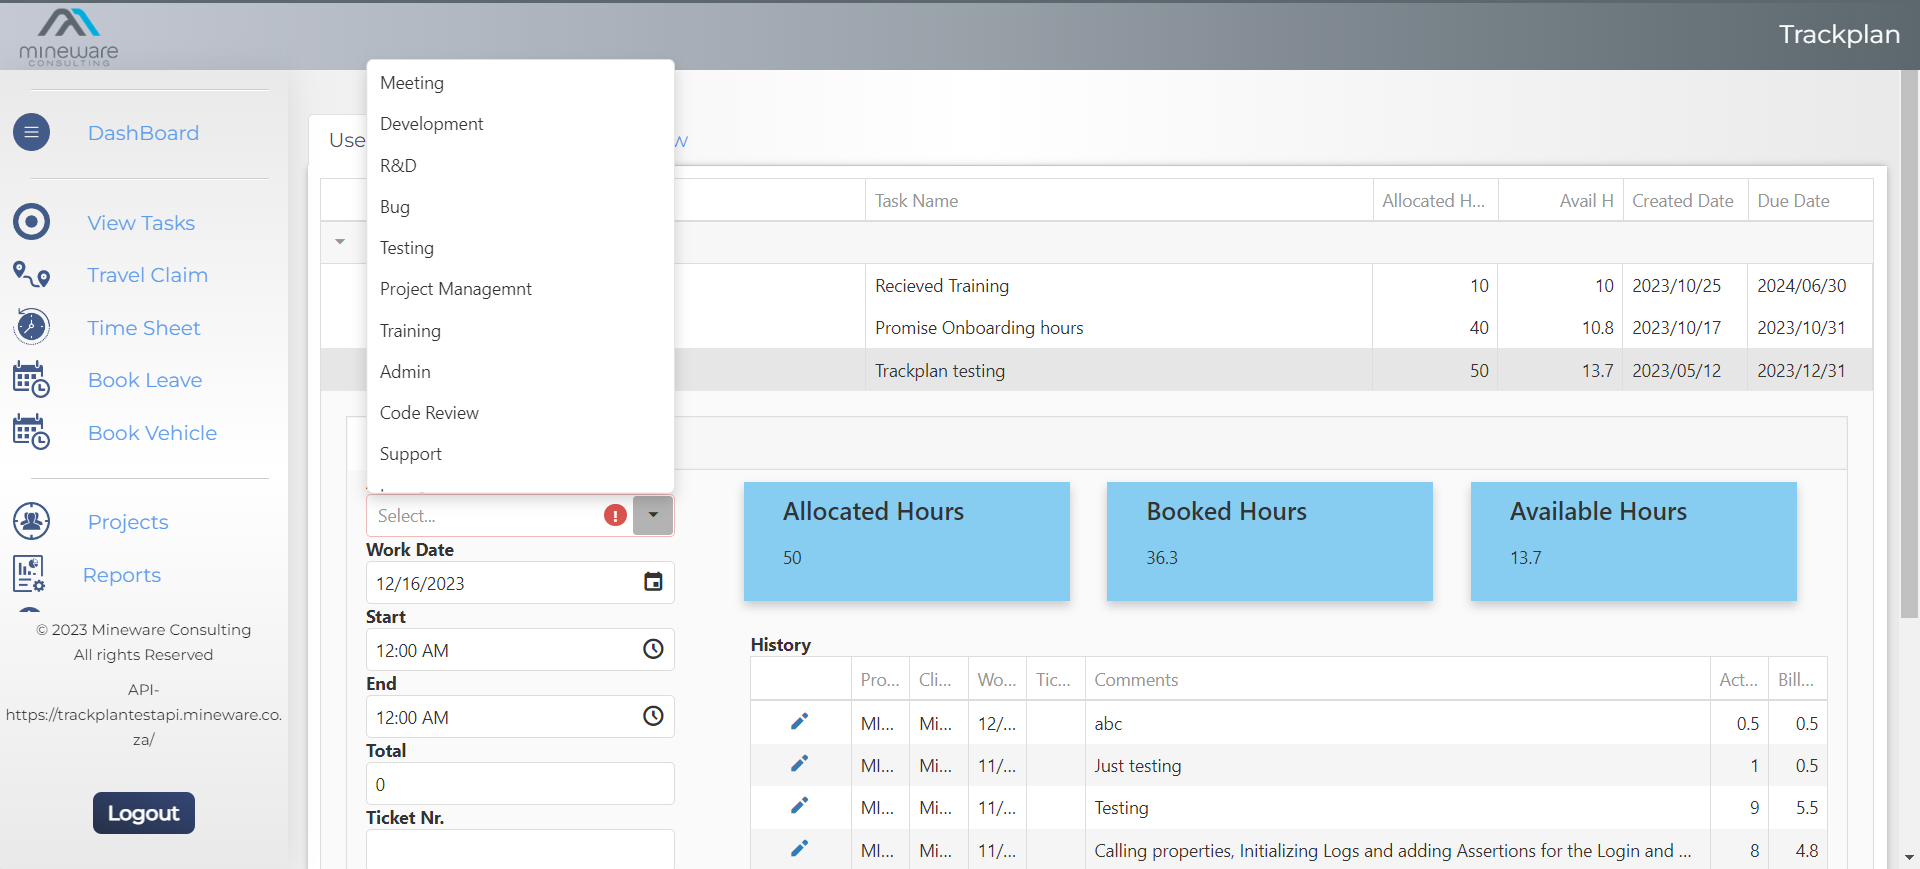 mineware
CONSULTING
Trackplan
DashBoard
View Tasks
Travel Claim
Time Sheet
Book Leave
Book Vehicle
Projects
Reports
© 2023 Mineware Consulting
All rights Reserved
API-
https://trackplantestapi.mineware.co.
za/
Logout
Use
w
Meeting
Development
R&D
Bug
Testing
Project Managemnt
Training
Admin
Code Review
Support
Task Name Allocated H... Avail H Created Date Due Date
Recieved Training 10 10 2023/10/25 2024/06/30
Promise Onboarding hours 40 10.8 2023/10/17 2023/10/31
Trackplan testing 50 13.7 2023/05/12 2023/12/31
Select...
Work Date
12/16/2023
Start
12:00 AM
End
12:00 AM
Total
0
Ticket Nr.
Allocated Hours
50
Booked Hours
36.3
Available Hours
13.7
History
Pro... Cli... Wo... Tic... Comments Act... Bill...
MI... Mi... 12/... abc 0.5 0.5
MI... Mi... 11/... Just testing 1 0.5
MI... Mi... 11/... Testing 9 5.5
MI... Mi... 11/... Calling properties, Initializing Logs and adding Assertions for the Login and ... 8 4.8